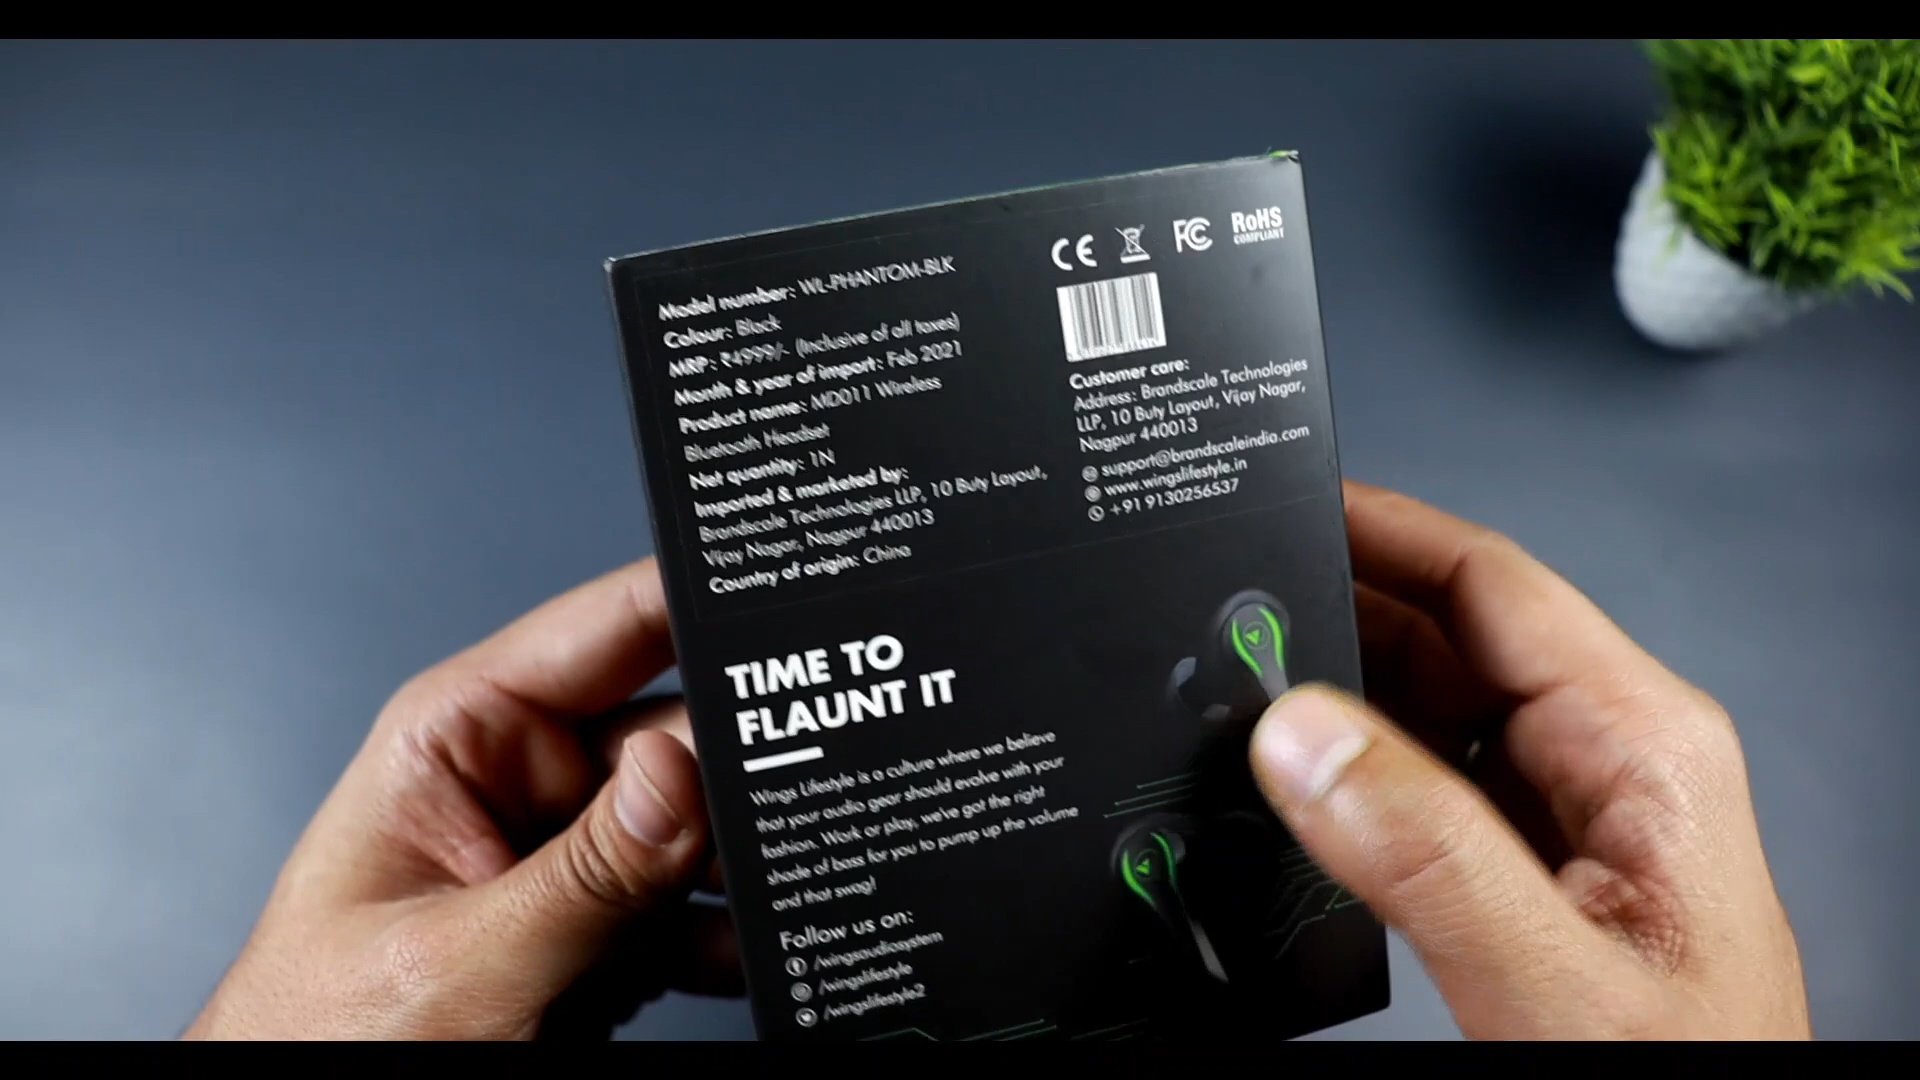 Model number: WL-PHANTOM-BLK
Colour: Black
MRP: ₹4999/- (Inclusive of all taxes)
Month & year of import: Feb 2021
Product name: MD011 Wireless
Bluetooth Headset
Net quantity: 1N
Imported & marketed by:
Brandscale Technologies LLP, 10 Buty Layout,
Vijay Nagar, Nagpur 440013
Country of origin: China
CE
FC
RoHS
COMPLIANT
Customer care:
Address: Brandscale Technologies
LLP, 10 Buty Layout, Vijay Nagar,
Nagpur 440013
support@brandscaleindia.com
www.wingslifestyle.in
+91 9130256537
TIME TO
FLAUNT IT
Wings Lifestyle is a culture where we believe
that your audio gear should evolve with your
fashion. Work or play, we've got the right
shade of bass for you to pump up the volume
and that swag!
Follow us on:
/wingsaudiosystem
/wingslifestyle
/wingslifestyle2